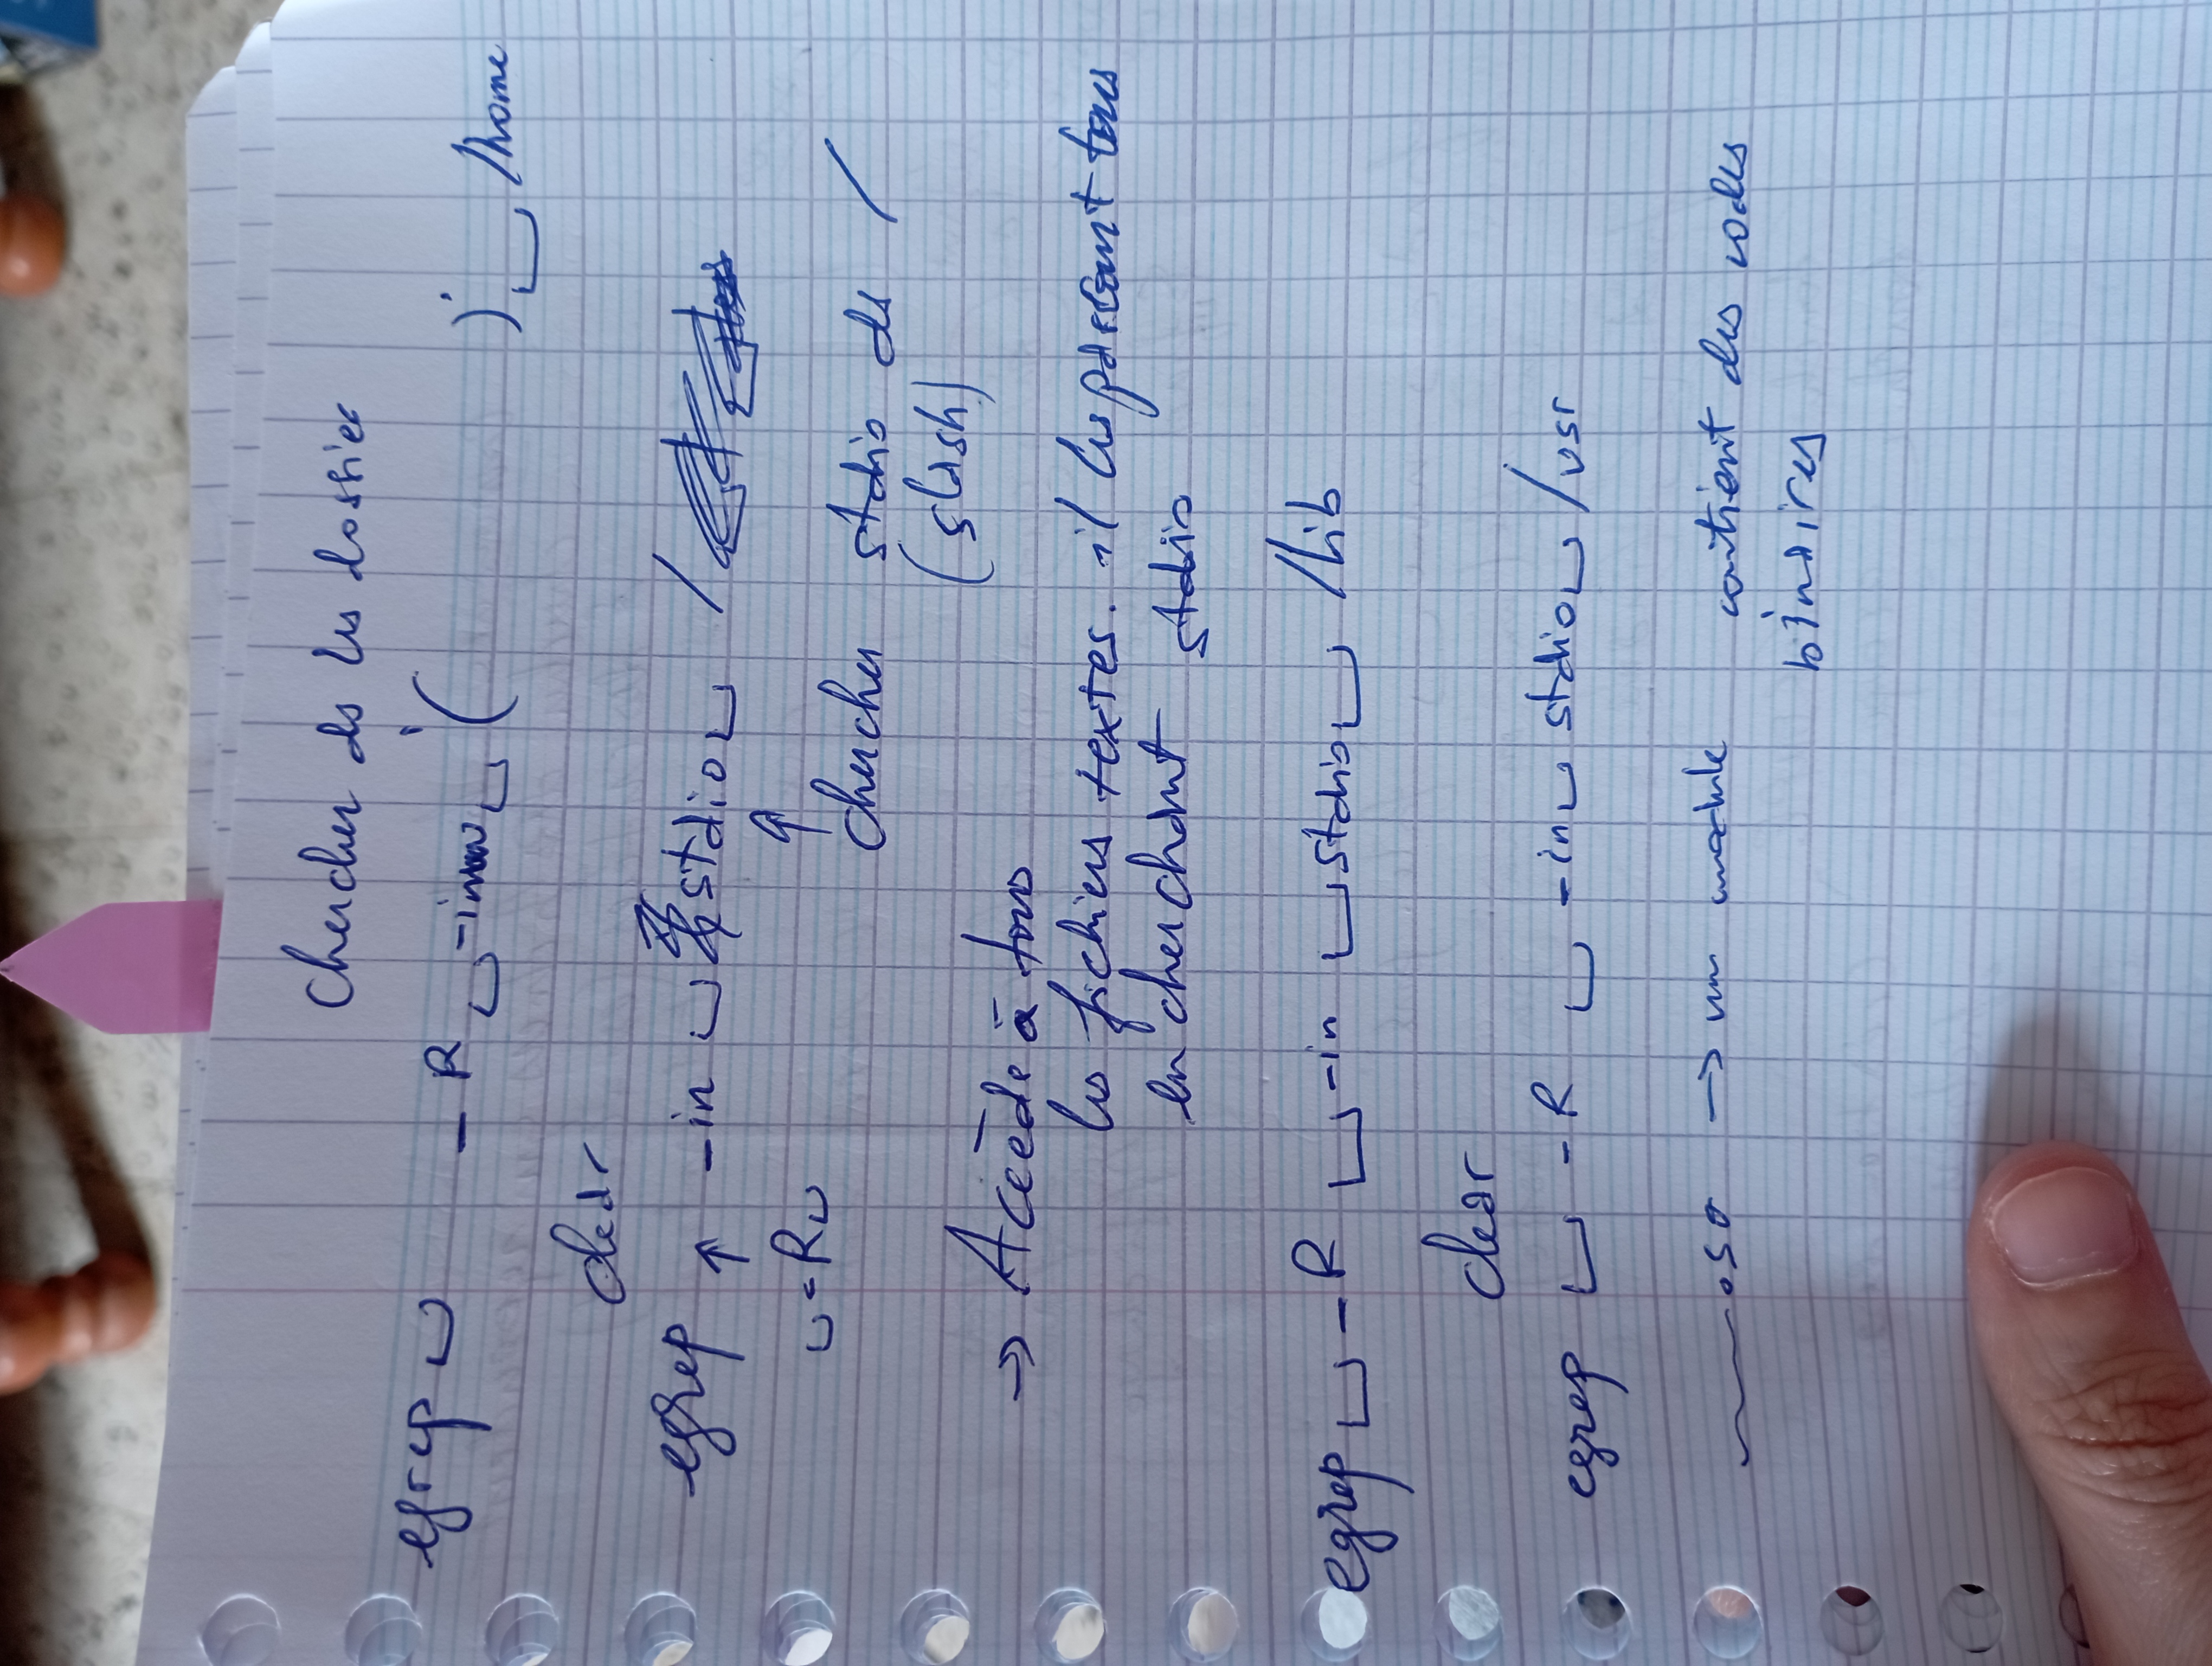 Chercher ds les dossier
egrep ␣ -R ␣ -inw ␣ '( )' ␣ /home
clear
egrep ↑ -in ␣ stdio ␣ /
␣-R␣
↑
chercher stdio ds /
(slash)
→ Accède à tous
les fichiers textes. il les parcourt tous
en cherchant stdio
egrep ␣ -R ␣ -in ␣ stdio ␣ /lib
clear
egrep ␣ -R ␣ -in ␣ stdio ␣ /usr
.so → un module contient des codes
binaires